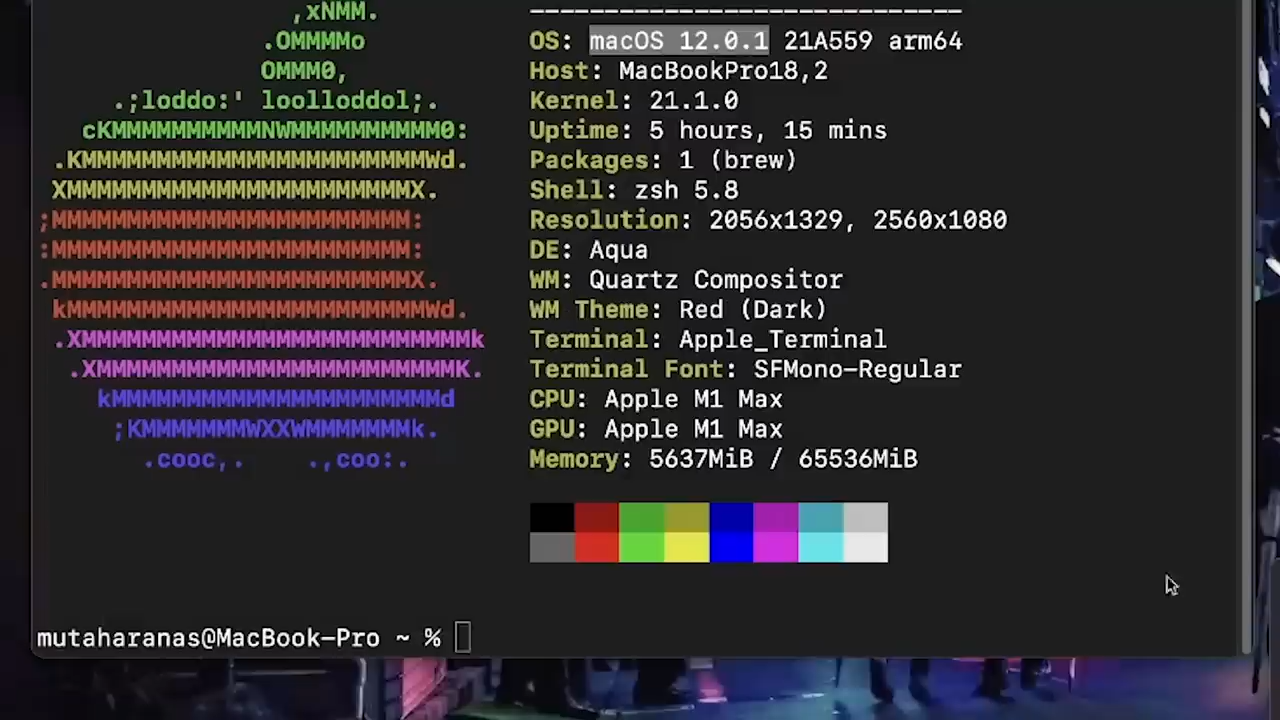 -----------------------------
,xNMM.
.OMMMMo OS: macOS 12.0.1 21A559 arm64
OMMM0, Host: MacBookPro18,2
.;loddo:' loolloddol;. Kernel: 21.1.0
cKMMMMMMMMMMNWMMMMMMMMMM0: Uptime: 5 hours, 15 mins
.KMMMMMMMMMMMMMMMMMMMMMMMWd. Packages: 1 (brew)
XMMMMMMMMMMMMMMMMMMMMMMMX. Shell: zsh 5.8
;MMMMMMMMMMMMMMMMMMMMMMMM: Resolution: 2056x1329, 2560x1080
:MMMMMMMMMMMMMMMMMMMMMMMM: DE: Aqua
.MMMMMMMMMMMMMMMMMMMMMMMMX. WM: Quartz Compositor
kMMMMMMMMMMMMMMMMMMMMMMMMWd. WM Theme: Red (Dark)
.XMMMMMMMMMMMMMMMMMMMMMMMMMMk Terminal: Apple_Terminal
.XMMMMMMMMMMMMMMMMMMMMMMMMK. Terminal Font: SFMono-Regular
kMMMMMMMMMMMMMMMMMMMMMMd CPU: Apple M1 Max
;KMMMMMMMWXXWMMMMMMMk. GPU: Apple M1 Max
.cooc,. .,coo:. Memory: 5637MiB / 65536MiB
mutaharanas@MacBook-Pro ~ %